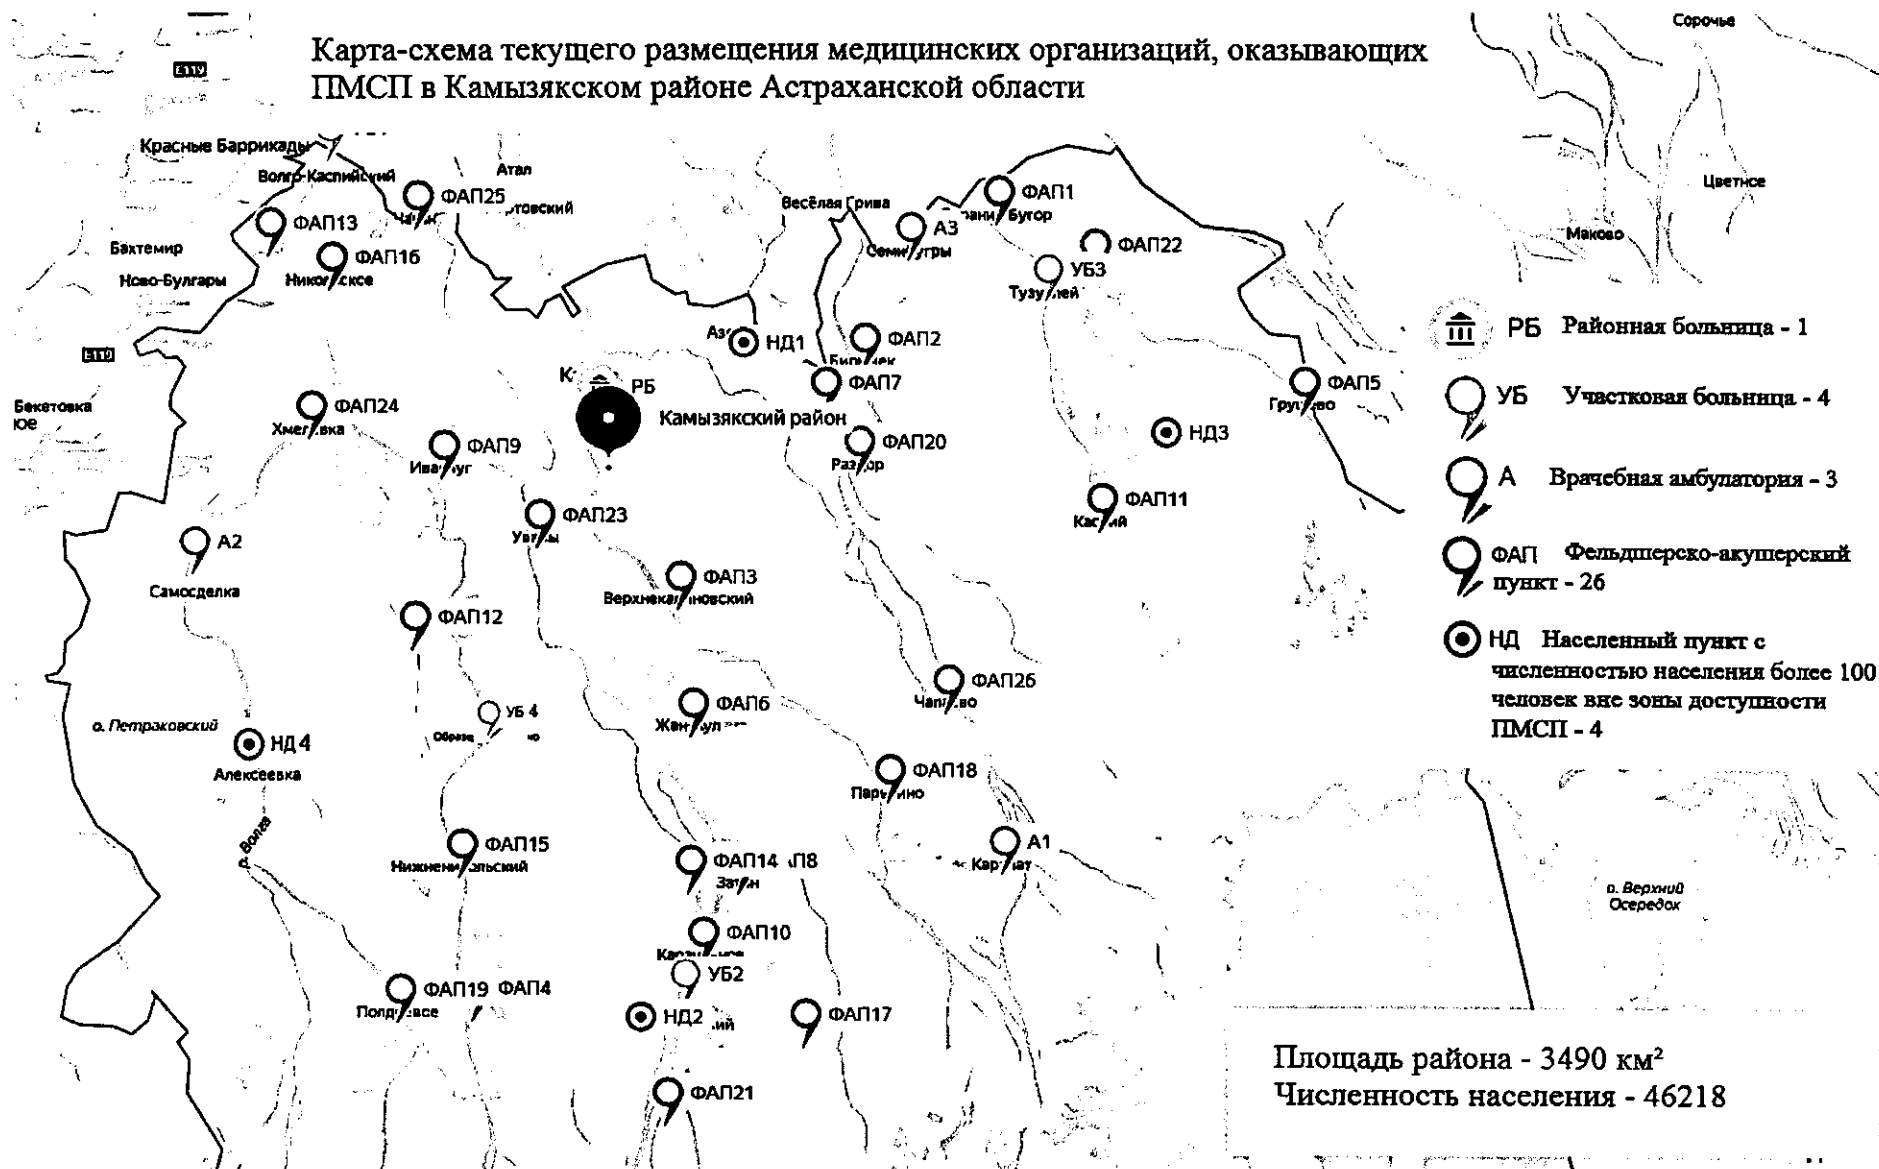 Карта-схема текущего размещения медицинских организаций, оказывающих
ПМСП в Камызякском районе Астраханской области
Сорочье
E119
Красные Баррикады
Волго-Каспийский
Атал
Цветное
ФАП25
Весёлая Грива
ФАП1
Бугор
ФАП13
А3
Маково
Бахтемир
ФАП16
ФАП22
УБ3
Ново-Булгары
РБ Районная больница - 1
НД1
ФАП2
E119
РБ
ФАП7
ФАП5
УБ Участковая больница - 4
Бекетовка
ФАП24
Камызякский район
НД3
ФАП9
ФАП20
А Врачебная амбулатория - 3
ФАП11
ФАП23
А2
ФАП Фельдшерско-акушерский
пункт - 26
Самосделка
ФАП3
ФАП12
НД Населенный пункт с
численностью населения более 100
человек вне зоны доступности
ПМСП - 4
ФАП26
ФАП6
УБ 4
о. Петраковский
НД 4
Алексеевка
ФАП18
р. Волга
ФАП15
ФАП14
А1
о. Верхний
Осередок
ФАП10
УБ2
ФАП19
ФАП4
НД2
ФАП17
Площадь района - 3490 км²
Численность населения - 46218
ФАП21